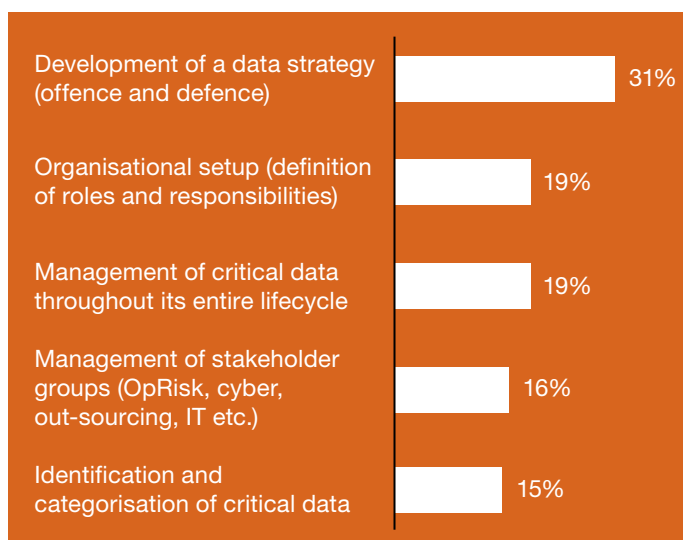 Development of a data strategy
(offence and defence)
31%
Organisational setup (definition
of roles and responsibilities)
19%
Management of critical data
throughout its entire lifecycle
19%
Management of stakeholder
groups (OpRisk, cyber,
out-sourcing, IT etc.)
16%
Identification and
categorisation of critical data
15%